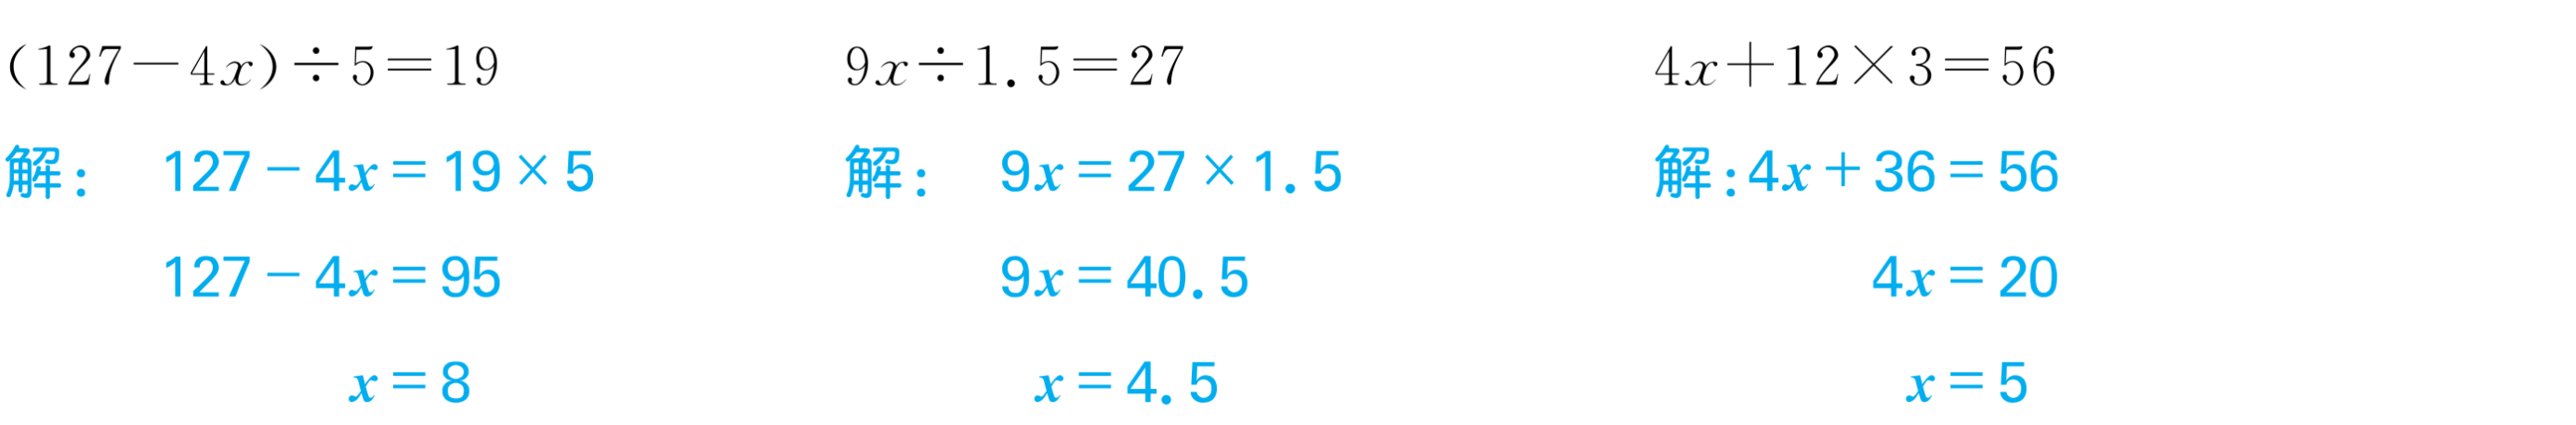 (127－4x)÷5＝19
解：127－4x＝19×5
127－4x＝95
x＝8
9x÷1.5＝27
解：9x＝27×1.5
9x＝40.5
x＝4.5
4x＋12×3＝56
解：4x＋36＝56
4x＝20
x＝5